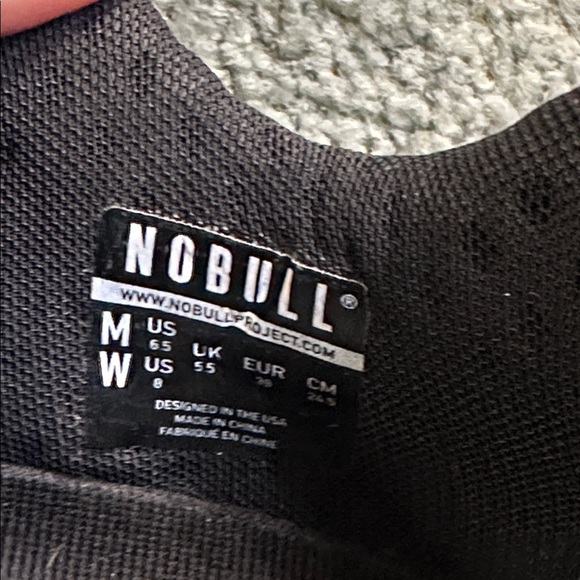 NOBULL®
WWW.NOBULLPROJECT.COM
M US UK EUR CM
65 55
W US
8
DESIGNED IN THE USA
MADE IN CHINA
FABRIQUE EN CHINE